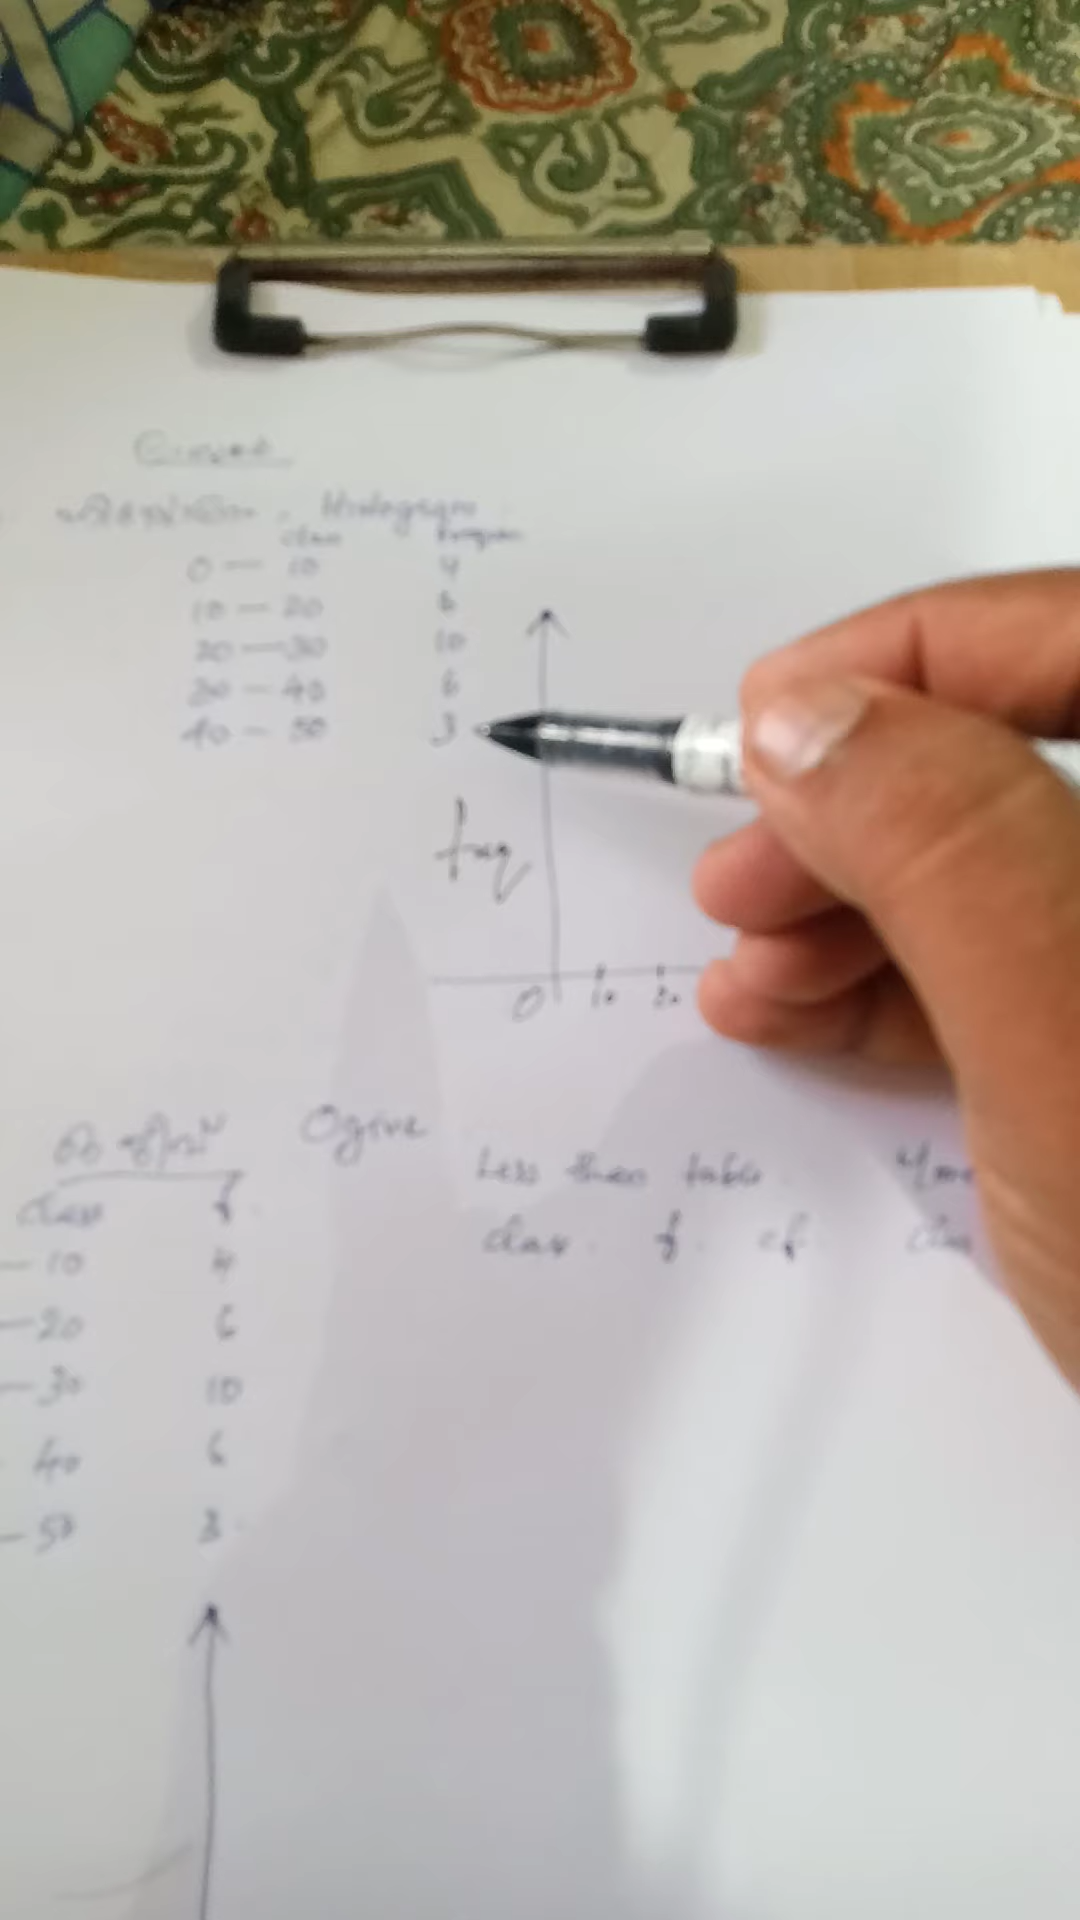 Histogram
class
0 — 10 4
10 — 20 6
20 — 30 10
30 — 40 6
40 — 50 3
freq
0 10 20
Ogive
Less than table
class f cf
class f
— 10 4
— 20 6
— 30 10
40 6
— 50 3